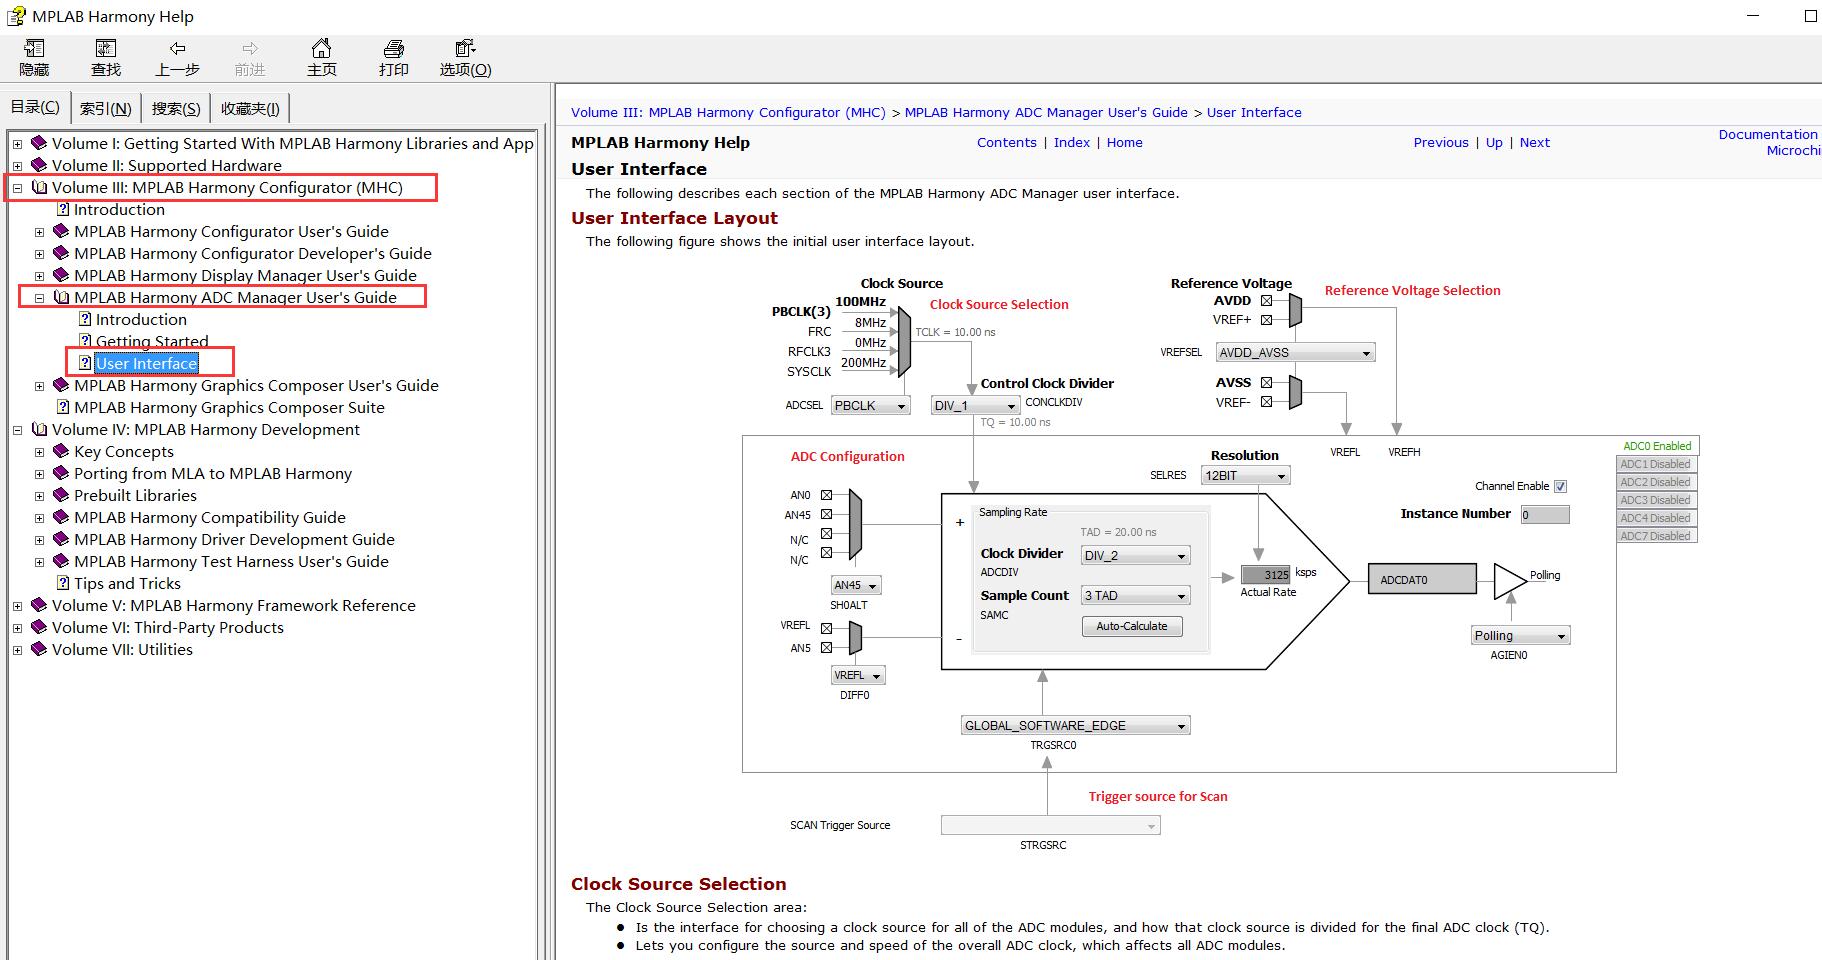 MPLAB Harmony Help
隐藏 查找 上一步 前进 主页 打印 选项(O)
目录(C) 索引(N) 搜索(S) 收藏夹(I)
Volume I: Getting Started With MPLAB Harmony Libraries and App
Volume II: Supported Hardware
Volume III: MPLAB Harmony Configurator (MHC)
Introduction
MPLAB Harmony Configurator User's Guide
MPLAB Harmony Configurator Developer's Guide
MPLAB Harmony Display Manager User's Guide
MPLAB Harmony ADC Manager User's Guide
Introduction
Getting Started
User Interface
MPLAB Harmony Graphics Composer User's Guide
MPLAB Harmony Graphics Composer Suite
Volume IV: MPLAB Harmony Development
Key Concepts
Porting from MLA to MPLAB Harmony
Prebuilt Libraries
MPLAB Harmony Compatibility Guide
MPLAB Harmony Driver Development Guide
MPLAB Harmony Test Harness User's Guide
Tips and Tricks
Volume V: MPLAB Harmony Framework Reference
Volume VI: Third-Party Products
Volume VII: Utilities
Volume III: MPLAB Harmony Configurator (MHC) > MPLAB Harmony ADC Manager User's Guide > User Interface
MPLAB Harmony Help
Contents | Index | Home
Previous | Up | Next
Documentation
Microchi
User Interface
The following describes each section of the MPLAB Harmony ADC Manager user interface.
User Interface Layout
The following figure shows the initial user interface layout.
Clock Source
Clock Source Selection
PBCLK(3) 100MHz
FRC 8MHz
RFCLK3 0MHz
SYSCLK 200MHz
TCLK = 10.00 ns
ADCSEL PBCLK
Control Clock Divider
DIV_1 CONCLKDIV
TQ = 10.00 ns
Reference Voltage
Reference Voltage Selection
AVDD
VREF+
VREFSEL AVDD_AVSS
AVSS
VREF-
VREFL VREFH
ADC0 Enabled
ADC1 Disabled
ADC2 Disabled
ADC3 Disabled
ADC4 Disabled
ADC7 Disabled
ADC Configuration
Resolution
SELRES 12BIT
Channel Enable
Instance Number 0
AN0
AN45
N/C
N/C
AN45
SH0ALT
VREFL
AN5
VREFL
DIFF0
+
-
Sampling Rate
TAD = 20.00 ns
Clock Divider DIV_2
ADCDIV
Sample Count 3 TAD
SAMC
Auto-Calculate
3125 ksps
Actual Rate
ADCDAT0
Polling
Polling
AGIEN0
GLOBAL_SOFTWARE_EDGE
TRGSRC0
Trigger source for Scan
SCAN Trigger Source
STRGSRC
Clock Source Selection
The Clock Source Selection area:
● Is the interface for choosing a clock source for all of the ADC modules, and how that clock source is divided for the final ADC clock (TQ).
● Lets you configure the source and speed of the overall ADC clock, which affects all ADC modules.